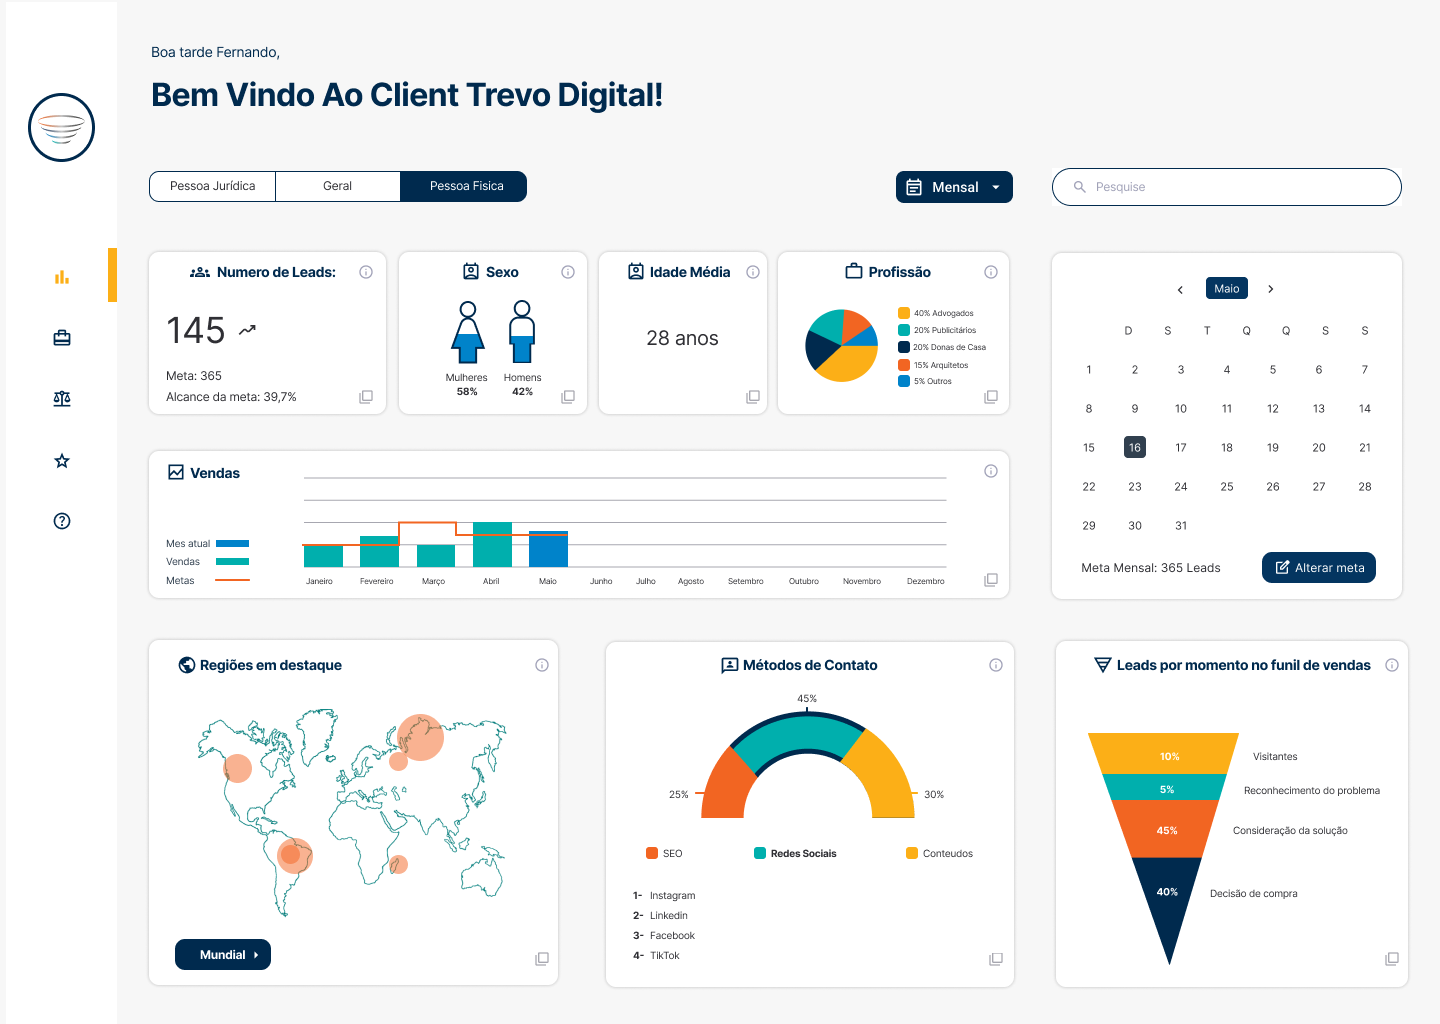 Boa tarde Fernando,
Bem Vindo Ao Client Trevo Digital!
Pessoa Jurídica
Geral
Pessoa Fisica
Mensal
Pesquise
Numero de Leads:
145
Meta: 365
Alcance da meta: 39,7%
Sexo
Mulheres
58%
Homens
42%
Idade Média
28 anos
Profissão
40% Advogados
20% Publicitários
20% Donas de Casa
15% Arquitetos
5% Outros
Maio
D S T Q Q S S
1 2 3 4 5 6 7
8 9 10 11 12 13 14
15 16 17 18 19 20 21
22 23 24 25 26 27 28
29 30 31
Meta Mensal: 365 Leads
Alterar meta
Vendas
Mes atual
Vendas
Metas
Janeiro Fevereiro Março Abril Maio Junho Julho Agosto Setembro Outubro Novembro Dezembro
Regiões em destaque
Mundial
Métodos de Contato
45%
25%
30%
SEO
Redes Sociais
Conteudos
1- Instagram
2- Linkedin
3- Facebook
4- TikTok
Leads por momento no funil de vendas
10% Visitantes
5% Reconhecimento do problema
45% Consideração da solução
40% Decisão de compra